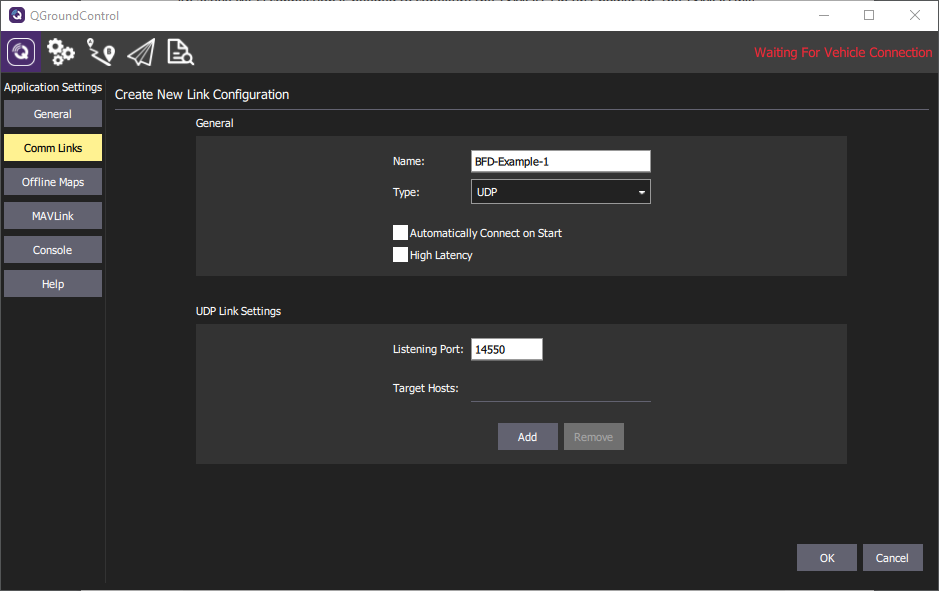 QGroundControl
Waiting For Vehicle Connection
Application Settings
General
Comm Links
Offline Maps
MAVLink
Console
Help
Create New Link Configuration
General
Name: BFD-Example-1
Type: UDP
Automatically Connect on Start
High Latency
UDP Link Settings
Listening Port: 14550
Target Hosts:
Add Remove
OK Cancel